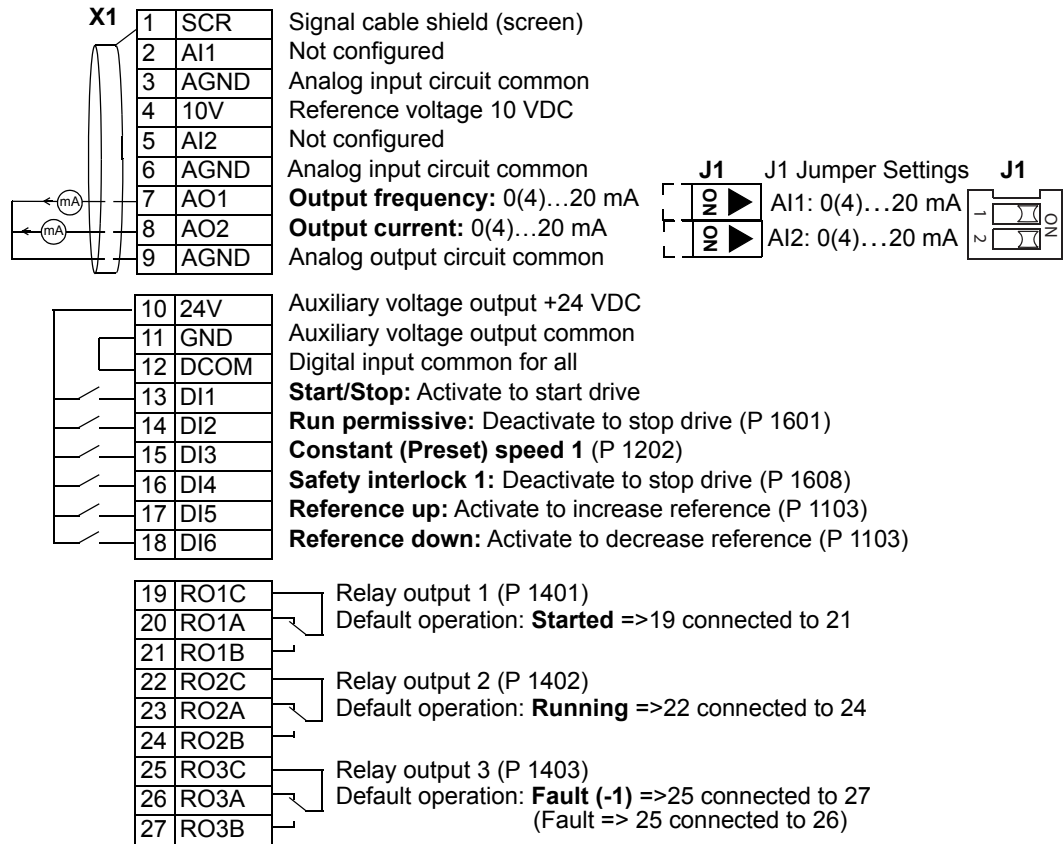 X1
1 SCR Signal cable shield (screen)
2 AI1 Not configured
3 AGND Analog input circuit common
4 10V Reference voltage 10 VDC
5 AI2 Not configured
6 AGND Analog input circuit common
7 AO1 Output frequency: 0(4)…20 mA
8 AO2 Output current: 0(4)…20 mA
9 AGND Analog output circuit common
mA
mA
J1 J1 Jumper Settings J1
ON AI1: 0(4)…20 mA
ON AI2: 0(4)…20 mA
1
2
ON
10 24V Auxiliary voltage output +24 VDC
11 GND Auxiliary voltage output common
12 DCOM Digital input common for all
13 DI1 Start/Stop: Activate to start drive
14 DI2 Run permissive: Deactivate to stop drive (P 1601)
15 DI3 Constant (Preset) speed 1 (P 1202)
16 DI4 Safety interlock 1: Deactivate to stop drive (P 1608)
17 DI5 Reference up: Activate to increase reference (P 1103)
18 DI6 Reference down: Activate to decrease reference (P 1103)
19 RO1C Relay output 1 (P 1401)
20 RO1A Default operation: Started =>19 connected to 21
21 RO1B
22 RO2C Relay output 2 (P 1402)
23 RO2A Default operation: Running =>22 connected to 24
24 RO2B
25 RO3C Relay output 3 (P 1403)
26 RO3A Default operation: Fault (-1) =>25 connected to 27
27 RO3B (Fault => 25 connected to 26)